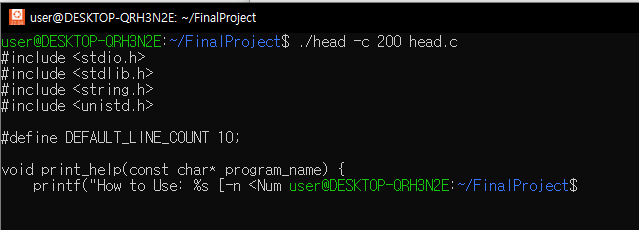 user@DESKTOP-QRH3N2E: ~/FinalProject
user@DESKTOP-QRH3N2E:~/FinalProject$ ./head -c 200 head.c
#include <stdio.h>
#include <stdlib.h>
#include <string.h>
#include <unistd.h>
#define DEFAULT_LINE_COUNT 10;
void print_help(const char* program_name) {
    printf("How to Use: %s [-n <Num user@DESKTOP-QRH3N2E:~/FinalProject$